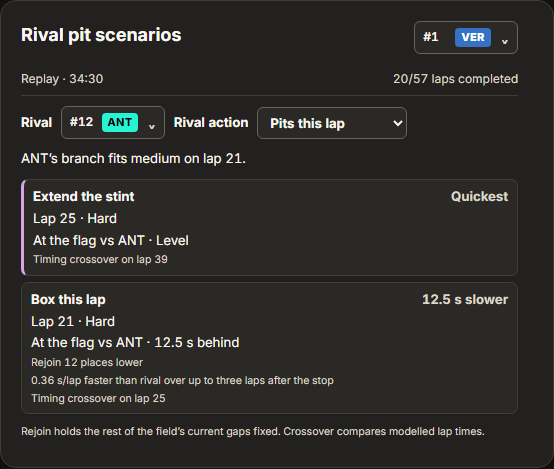 Rival pit scenarios
#1 VER
Replay · 34:30
20/57 laps completed
Rival #12 ANT Rival action Pits this lap
ANT’s branch fits medium on lap 21.
Extend the stint
Quickest
Lap 25 · Hard
At the flag vs ANT · Level
Timing crossover on lap 39
Box this lap
12.5 s slower
Lap 21 · Hard
At the flag vs ANT · 12.5 s behind
Rejoin 12 places lower
0.36 s/lap faster than rival over up to three laps after the stop
Timing crossover on lap 25
Rejoin holds the rest of the field’s current gaps fixed. Crossover compares modelled lap times.